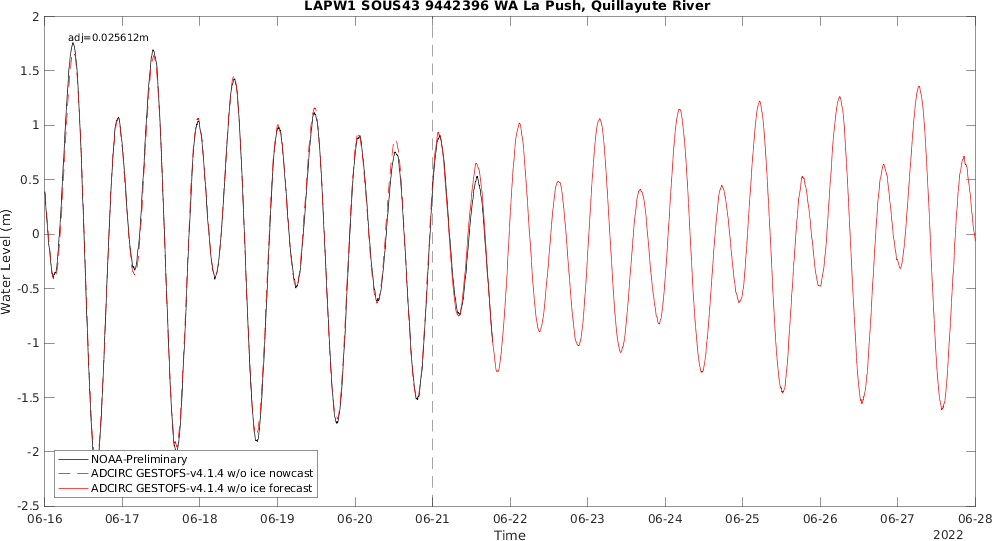 LAPW1 SOUS43 9442396 WA La Push, Quillayute River
adj=0.025612m
2
1.5
1
0.5
0
-0.5
-1
-1.5
-2
-2.5
Water Level (m)
NOAA-Preliminary
ADCIRC GESTOFS-v4.1.4 w/o ice nowcast
ADCIRC GESTOFS-v4.1.4 w/o ice forecast
06-16 06-17 06-18 06-19 06-20 06-21 06-22 06-23 06-24 06-25 06-26 06-27 06-28
Time
2022